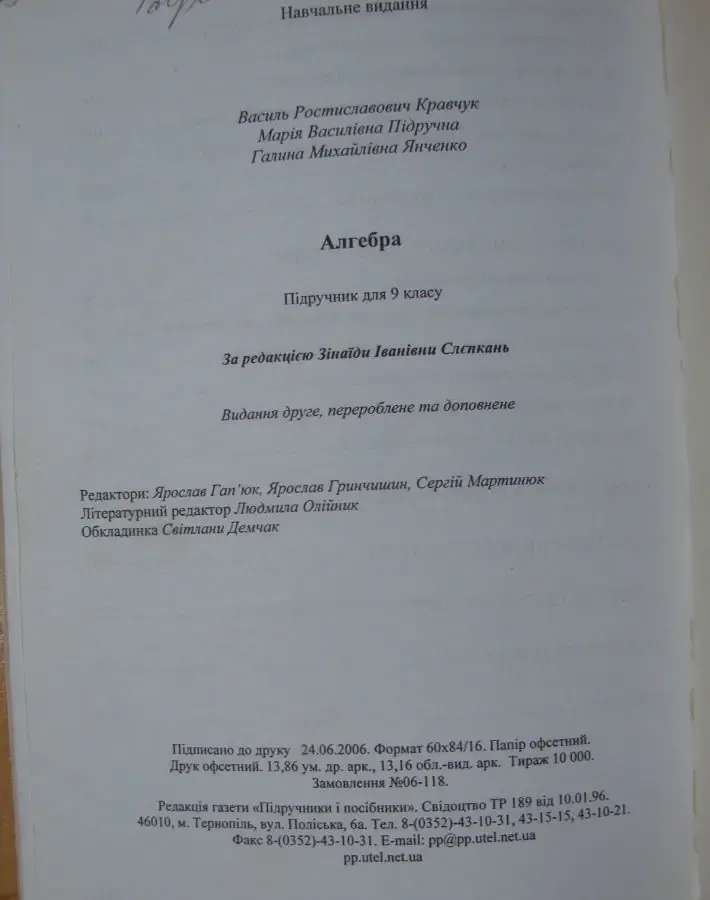 Навчальне видання
Василь Ростиславович Кравчук
Марія Василівна Підручна
Галина Михайлівна Янченко
Алгебра
Підручник для 9 класу
За редакцією Зінаїди Іванівни Слєпкань
Видання друге, перероблене та доповнене
Редактори: Ярослав Гап'юк, Ярослав Гринчишин, Сергій Мартинюк
Літературний редактор Людмила Олійник
Обкладинка Світлани Демчак
Підписано до друку 24.06.2006. Формат 60х84/16. Папір офсетний.
Друк офсетний. 13,86 ум. др. арк., 13,16 обл.-вид. арк. Тираж 10 000.
Замовлення №06-118.
Редакція газети «Підручники і посібники». Свідоцтво ТР 189 від 10.01.96.
46010, м. Тернопіль, вул. Поліська, 6а. Тел. 8-(0352)-43-10-31, 43-15-15, 43-10-21.
Факс 8-(0352)-43-10-31. E-mail: pp@pp.utel.net.ua
pp.utel.net.ua